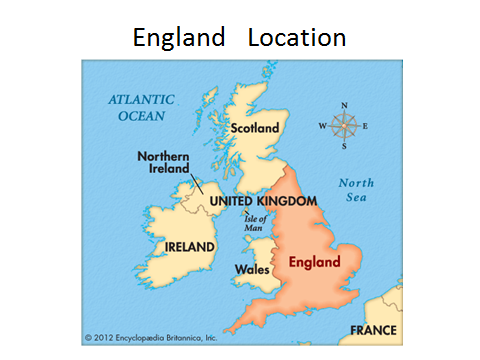 England Location
ATLANTIC
OCEAN
Scotland
N
W E
S
Northern
Ireland
North
Sea
UNITED KINGDOM
Isle of
Man
IRELAND
Wales
England
FRANCE
© 2012 Encyclopædia Britannica, Inc.